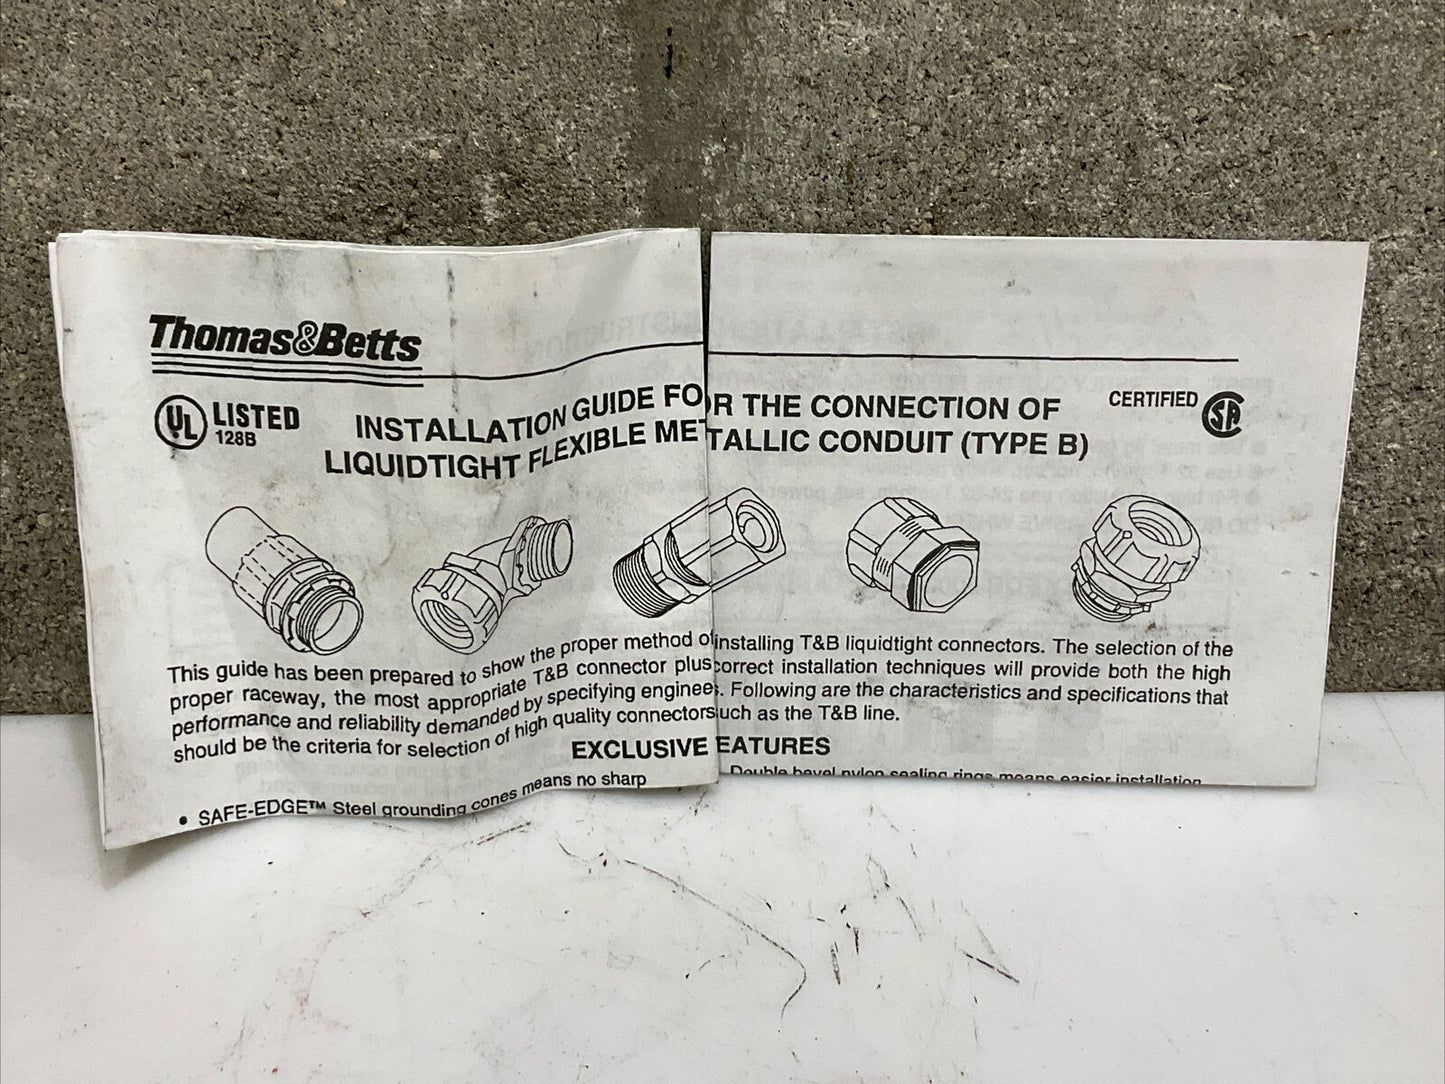 Thomas&Betts
UL LISTED
128B
INSTALLATION GUIDE FOR THE CONNECTION OF
LIQUIDTIGHT FLEXIBLE METALLIC CONDUIT (TYPE B)
CERTIFIED SA
This guide has been prepared to show the proper method of installing T&B liquidtight connectors. The selection of the
proper raceway, the most appropriate T&B connector plus correct installation techniques will provide both the high
performance and reliability demanded by specifying engineers. Following are the characteristics and specifications that
should be the criteria for selection of high quality connectors such as the T&B line.
EXCLUSIVE FEATURES
• SAFE-EDGE™ Steel grounding cones means no sharp
Double bevel nylon sealing rings means easier installation